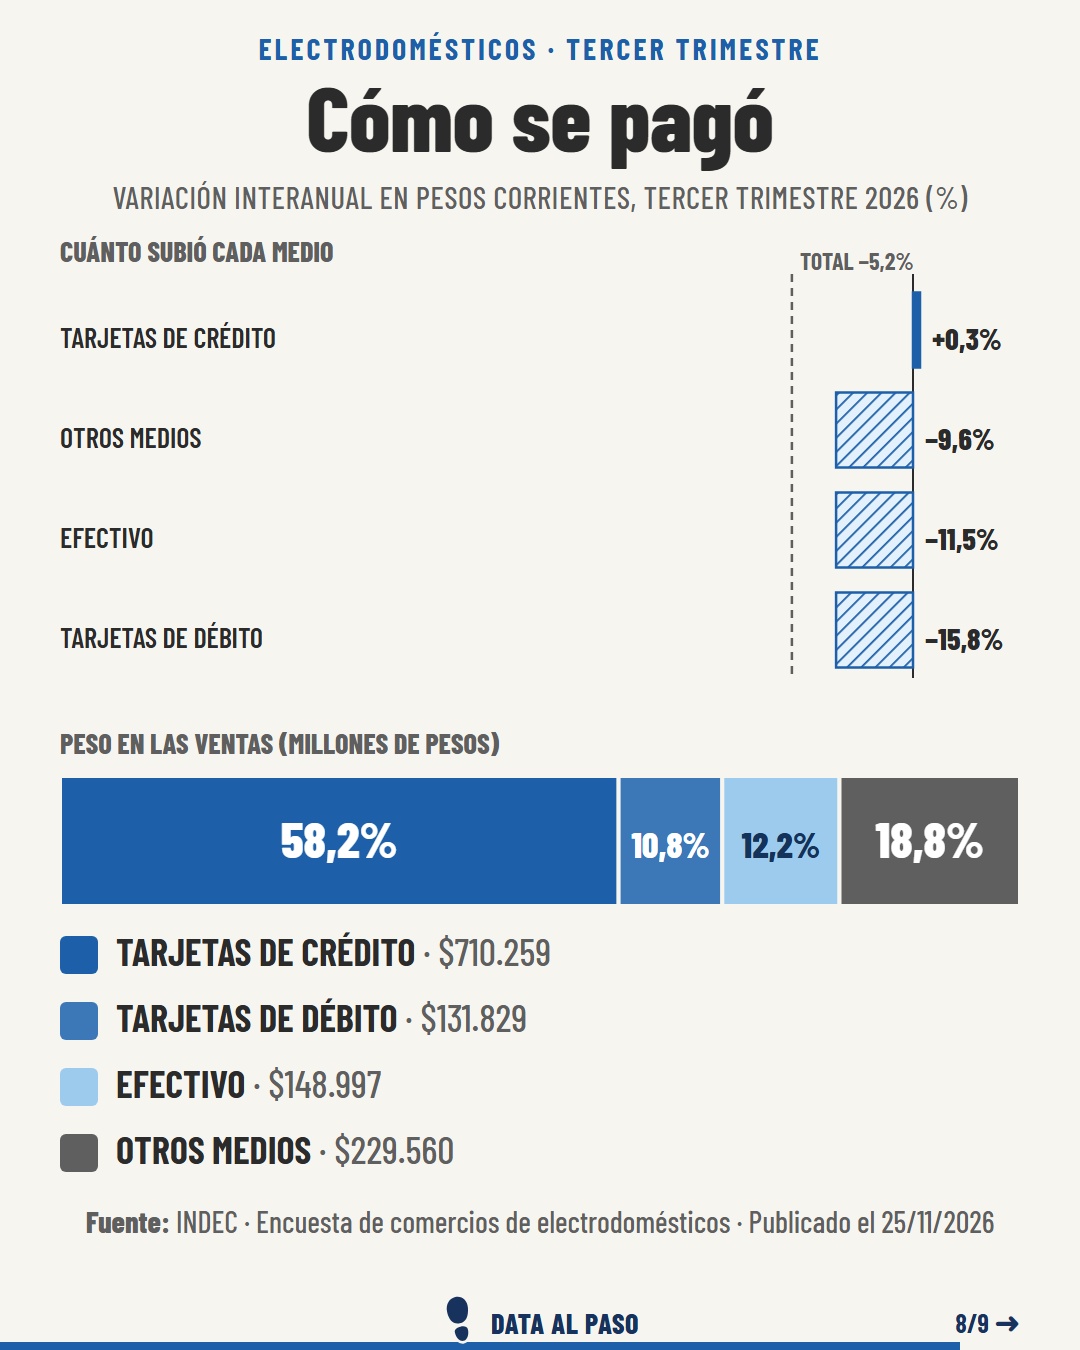 ELECTRODOMÉSTICOS · TERCER TRIMESTRE
Cómo se pagó
VARIACIÓN INTERANUAL EN PESOS CORRIENTES, TERCER TRIMESTRE 2026 (%)
CUÁNTO SUBIÓ CADA MEDIO
TOTAL −5,2%
TARJETAS DE CRÉDITO +0,3%
OTROS MEDIOS −9,6%
EFECTIVO −11,5%
TARJETAS DE DÉBITO −15,8%
PESO EN LAS VENTAS (MILLONES DE PESOS)
58,2% 10,8% 12,2% 18,8%
TARJETAS DE CRÉDITO · $710.259
TARJETAS DE DÉBITO · $131.829
EFECTIVO · $148.997
OTROS MEDIOS · $229.560
Fuente: INDEC · Encuesta de comercios de electrodomésticos · Publicado el 25/11/2026
DATA AL PASO
8/9 →